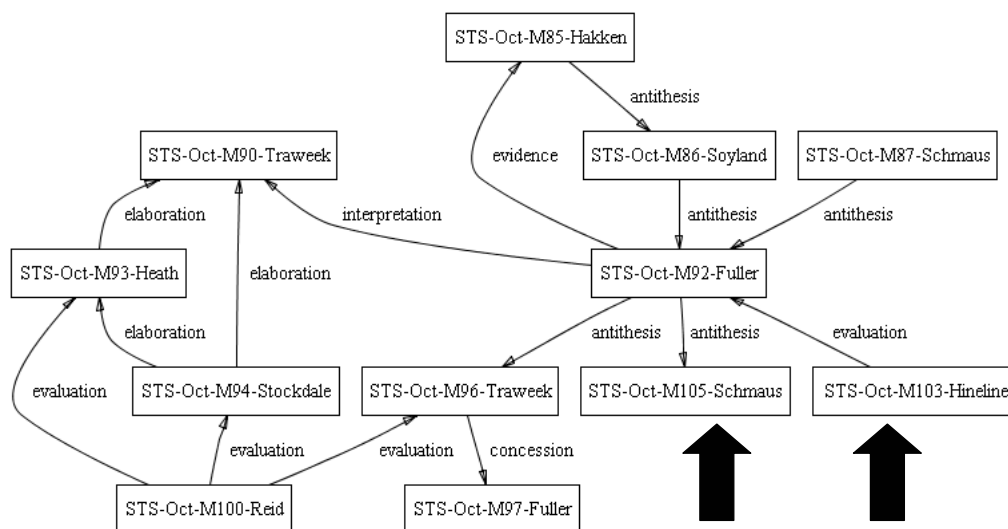 STS-Oct-M85-Hakken
antithesis
STS-Oct-M90-Traweek
evidence
STS-Oct-M86-Soyland
STS-Oct-M87-Schmaus
elaboration
interpretation
antithesis
antithesis
STS-Oct-M93-Heath
elaboration
STS-Oct-M92-Fuller
elaboration
antithesis
antithesis
evaluation
evaluation
STS-Oct-M94-Stockdale
STS-Oct-M96-Traweek
STS-Oct-M105-Schmaus
STS-Oct-M103-Hineline
evaluation
evaluation
concession
STS-Oct-M100-Reid
STS-Oct-M97-Fuller